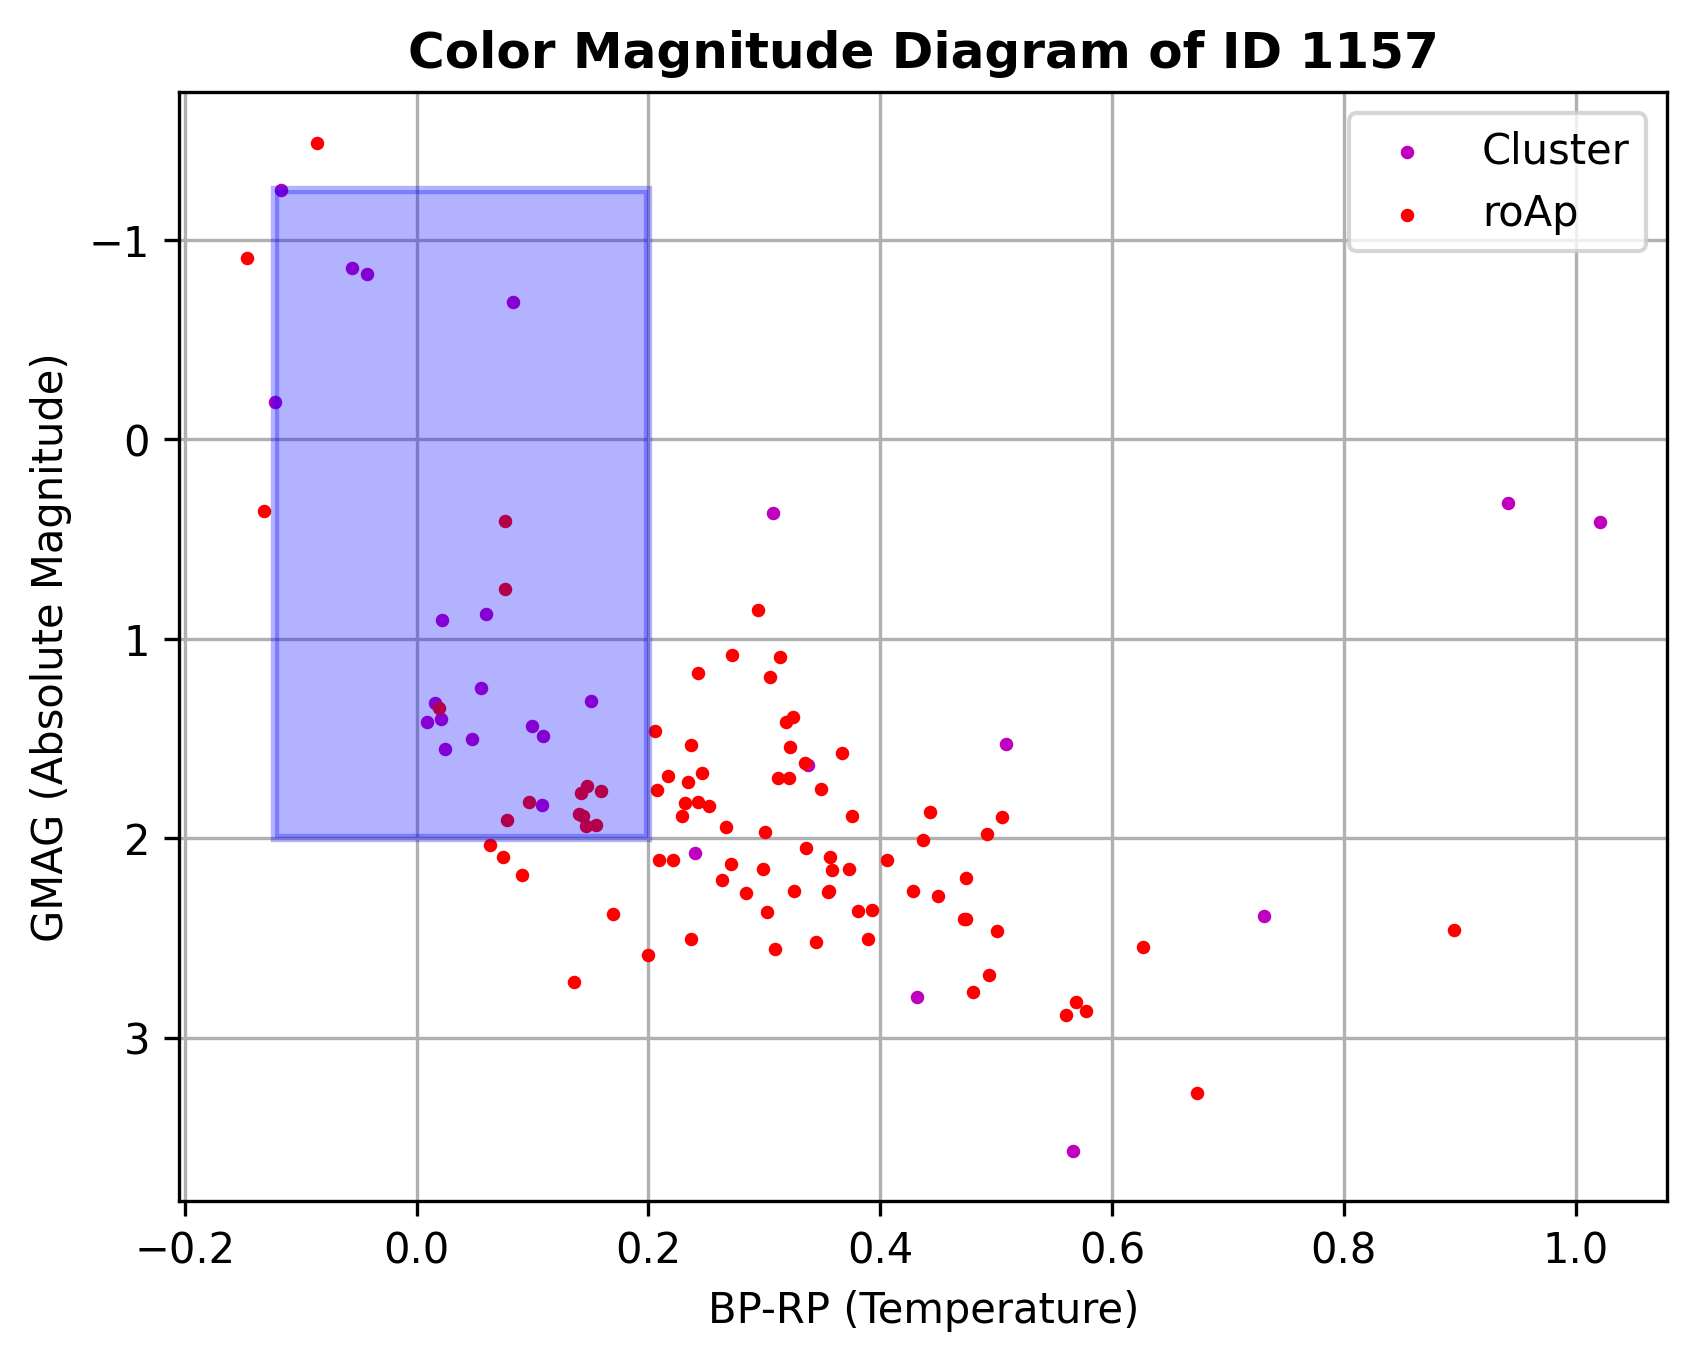 Color Magnitude Diagram of ID 1157
Cluster
roAp
GMAG (Absolute Magnitude)
−1
0
1
2
3
−0.2 0.0 0.2 0.4 0.6 0.8 1.0
BP-RP (Temperature)